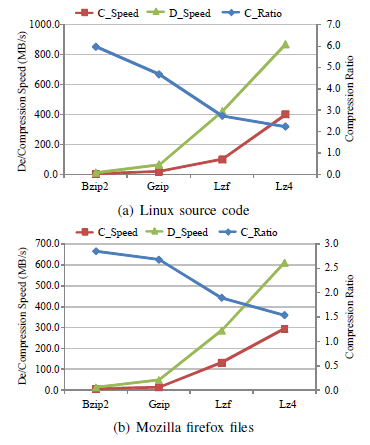 C_Speed D_Speed C_Ratio
1000.0 7.0
800.0 6.0
600.0 5.0
400.0 4.0
200.0 3.0
0.0 2.0
1.0
0.0
De/Compression Speed (MB/s)
Compression Ratio
Bzip2 Gzip Lzf Lz4
(a) Linux source code
C_Speed D_Speed C_Ratio
700.0 3.0
600.0 2.5
500.0 2.0
400.0 1.5
300.0 1.0
200.0 0.5
100.0 0.0
0.0
De/Compression Speed (MB/s)
Compression Ratio
Bzip2 Gzip Lzf Lz4
(b) Mozilla firefox files